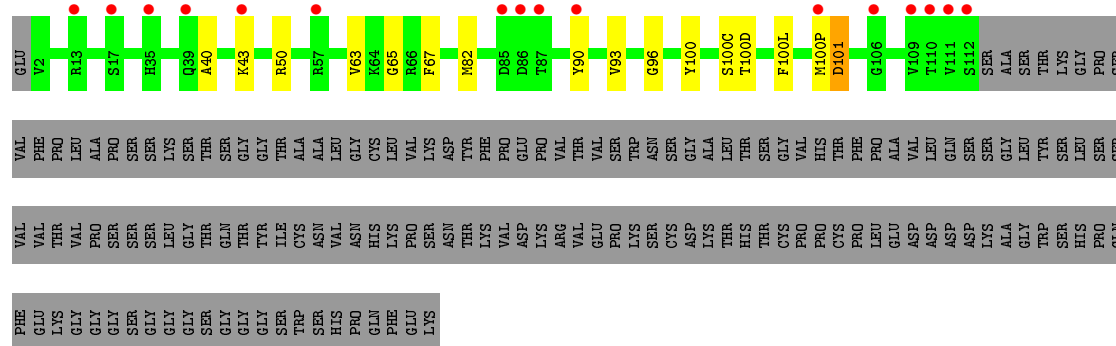 GLU V2 R13 S17 H35 Q39 A40 K43 R50 R57 V63 K64 G65 R66 F67 M82 D85 D86 T87 Y90 V93 G96 Y100 S100C T100D F100L M100P D101 G106 V109 T110 V111 S112 SER ALA SER THR LYS GLY PRO
VAL PHE PRO LEU ALA PRO SER SER LYS SER THR SER GLY GLY THR ALA ALA LEU GLY CYS LEU VAL LYS ASP TYR PHE PRO GLU PRO VAL THR VAL SER TRP ASN SER GLY ALA LEU THR SER GLY VAL HIS THR PHE PRO ALA VAL LEU GLN SER SER GLY LEU TYR SER LEU SER
VAL VAL THR VAL PRO SER SER SER LEU GLY THR GLN THR TYR ILE CYS ASN VAL ASN HIS LYS PRO SER ASN THR LYS VAL ASP LYS ARG VAL GLU PRO LYS SER CYS ASP LYS THR HIS THR CYS PRO PRO CYS PRO LEU GLU ASP ASP ASP ASP LYS ALA GLY TRP SER HIS PRO
PHE GLU LYS GLY GLY GLY SER GLY GLY GLY SER GLY GLY GLY SER TRP SER HIS PRO GLN PHE GLU LYS